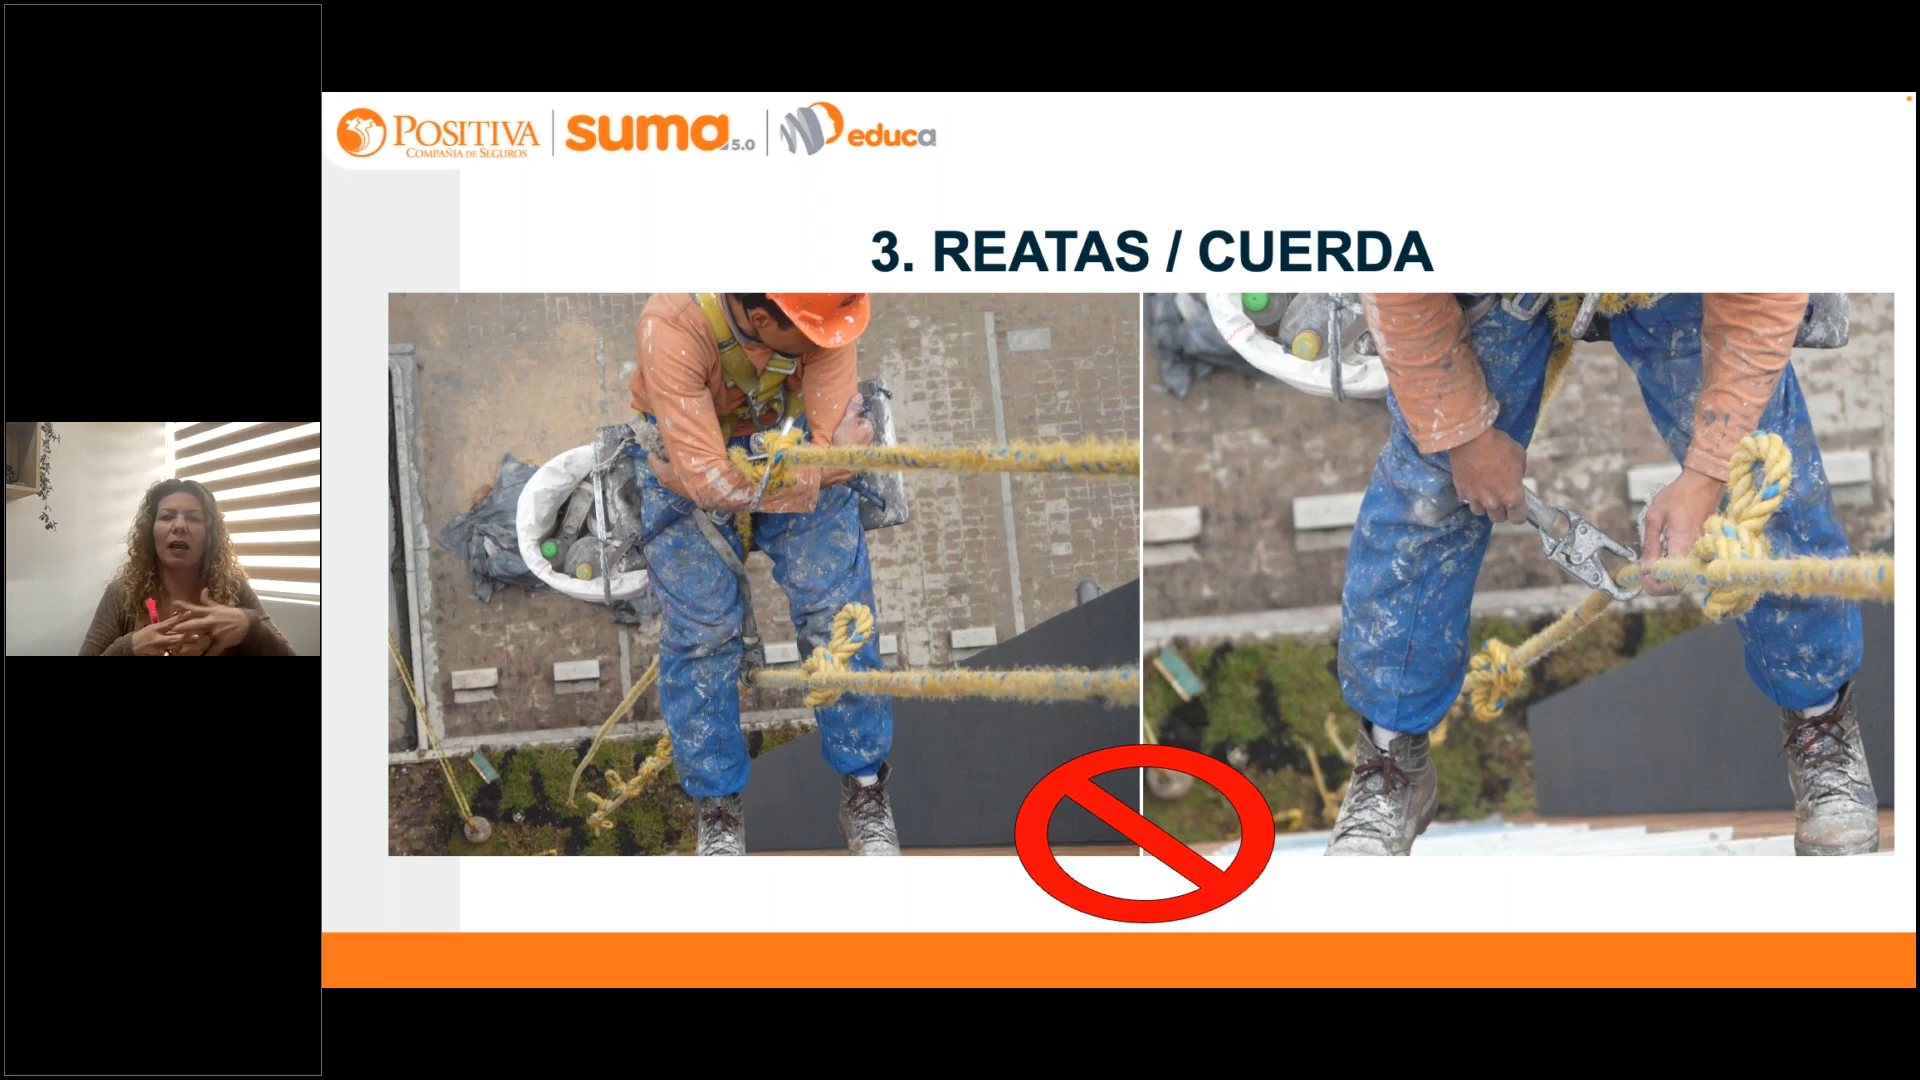 POSITIVA
COMPAÑIA DE SEGUROS
suma 5.0
educa
3. REATAS / CUERDA